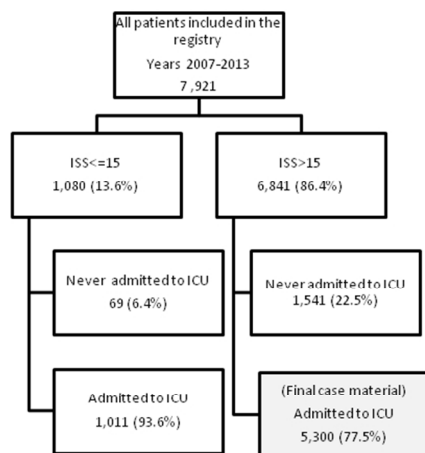 All patients included in the
registry
Years 2007-2013
7,921
ISS<=15
1,080 (13.6%)
ISS>15
6,841 (86.4%)
Never admitted to ICU
69 (6.4%)
Never admitted to ICU
1,541 (22.5%)
Admitted to ICU
1,011 (93.6%)
(Final case material)
Admitted to ICU
5,300 (77.5%)